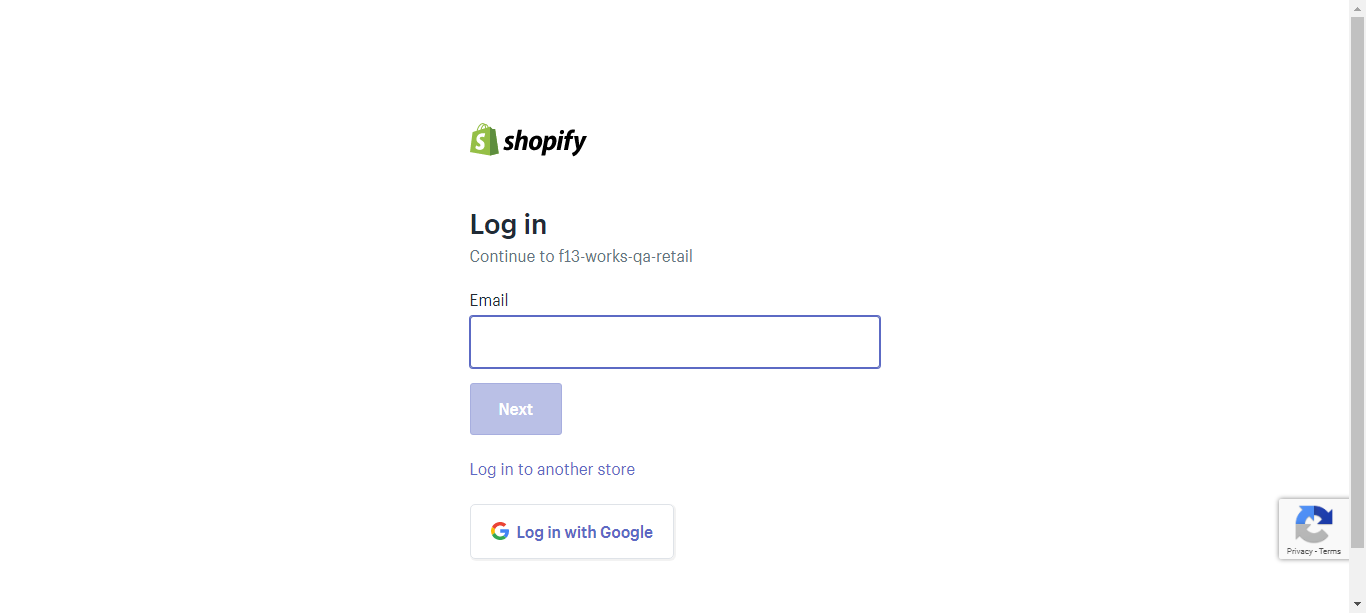 shopify
Log in
Continue to f13-works-qa-retail
Email
Next
Log in to another store
Log in with Google
Privacy - Terms